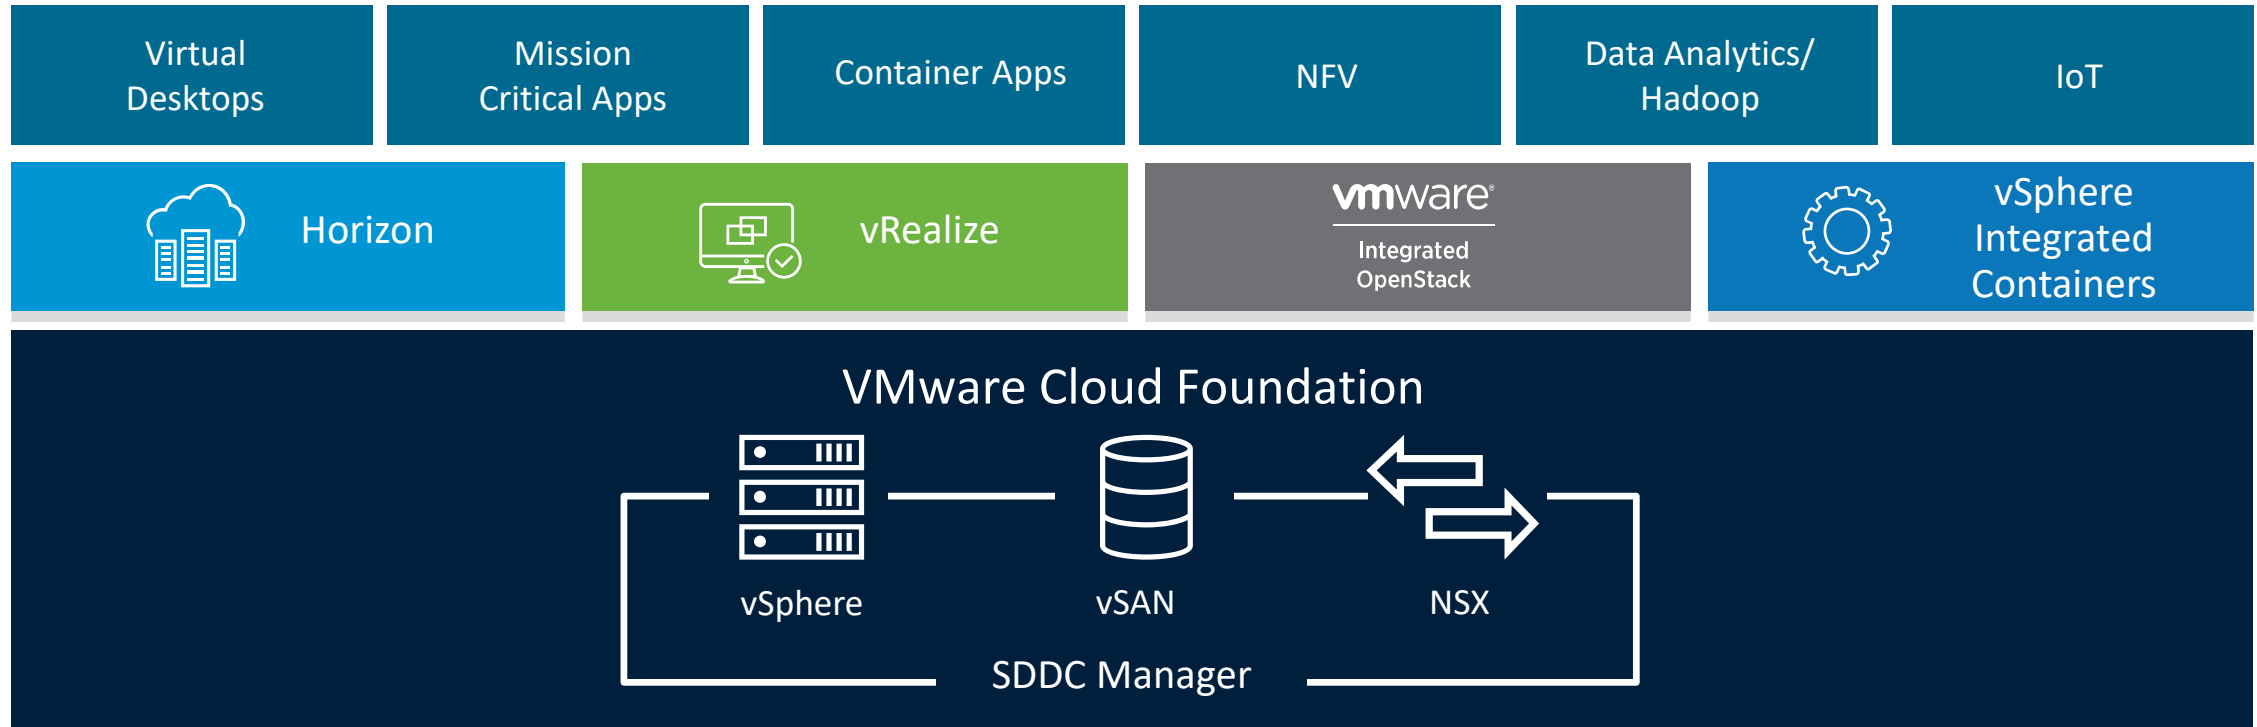 Virtual
Desktops
Mission
Critical Apps
Container Apps
NFV
Data Analytics/
Hadoop
IoT
Horizon
vRealize
vmware®
Integrated
OpenStack
vSphere
Integrated
Containers
VMware Cloud Foundation
vSphere
vSAN
NSX
SDDC Manager